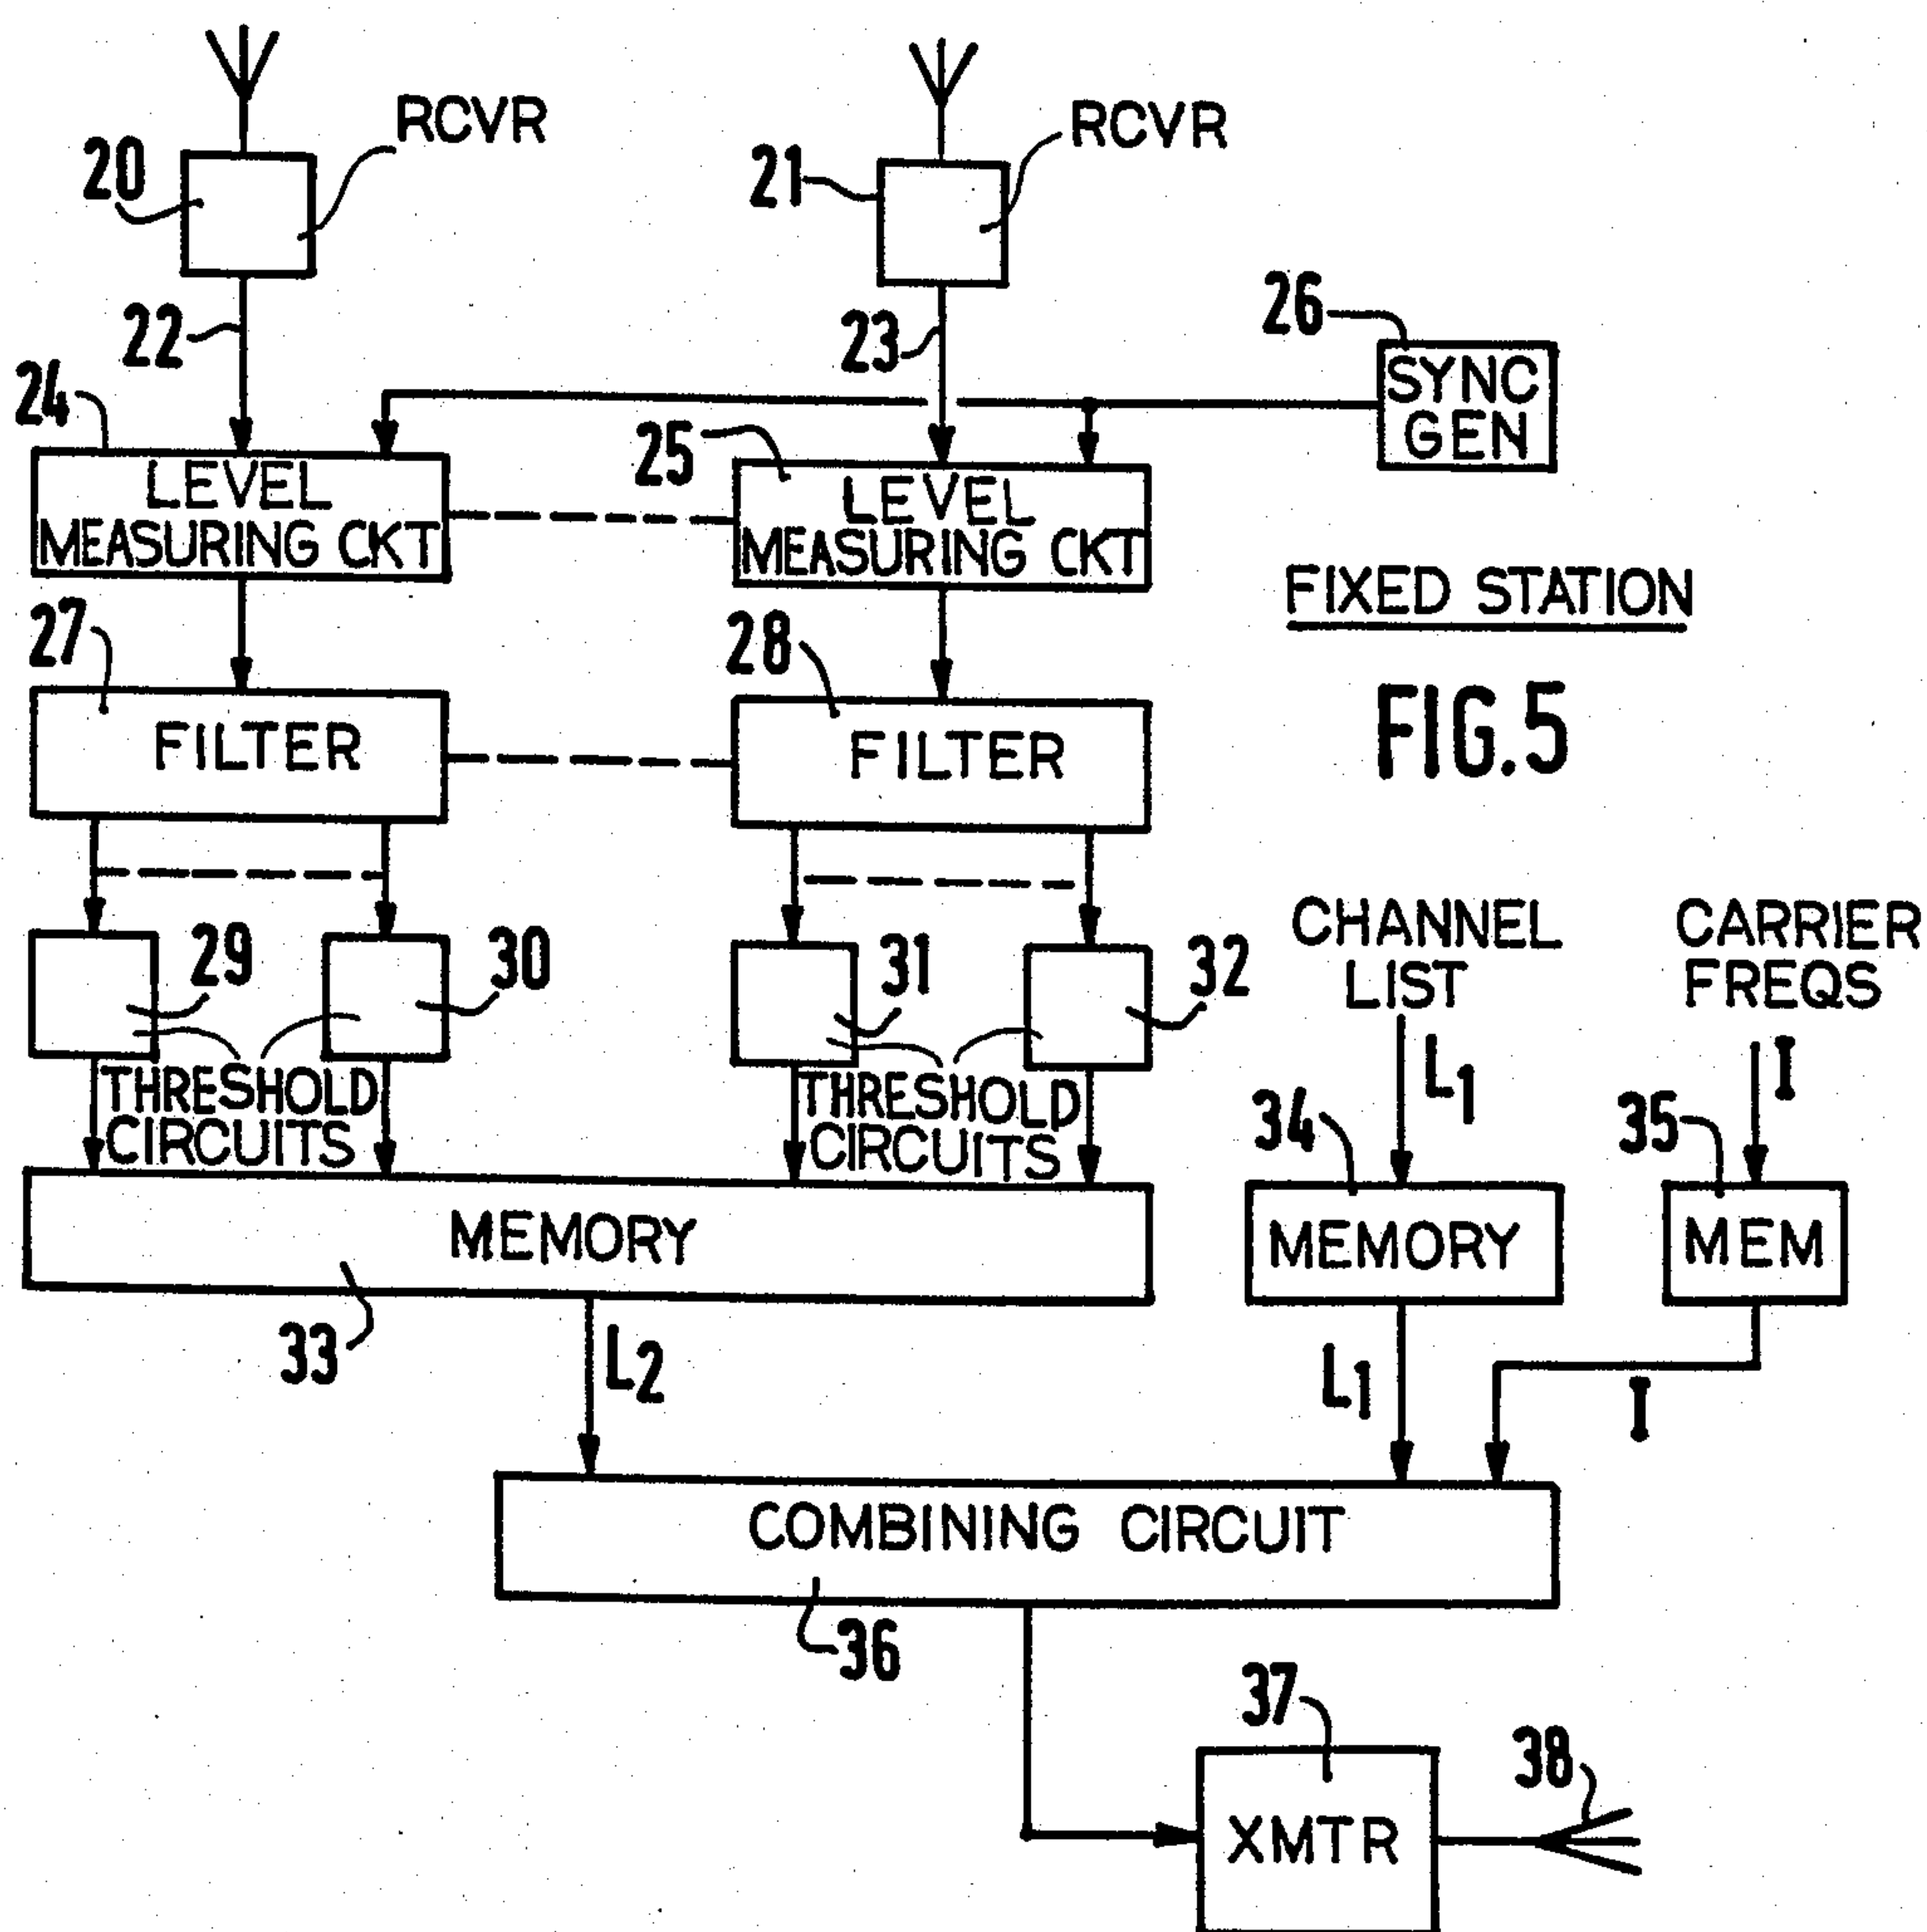 RCVR
RCVR
20
21
22
23
26
SYNC
GEN
24
25
LEVEL
MEASURING CKT
LEVEL
MEASURING CKT
FIXED STATION
27
28
FILTER
FILTER
FIG.5
29
30
31
32
CHANNEL
LIST
CARRIER
FREQS
THRESHOLD
CIRCUITS
THRESHOLD
CIRCUITS
L1
I
34
35
MEMORY
MEMORY
MEM
33
L2
L1
I
COMBINING CIRCUIT
36
37
38
XMTR